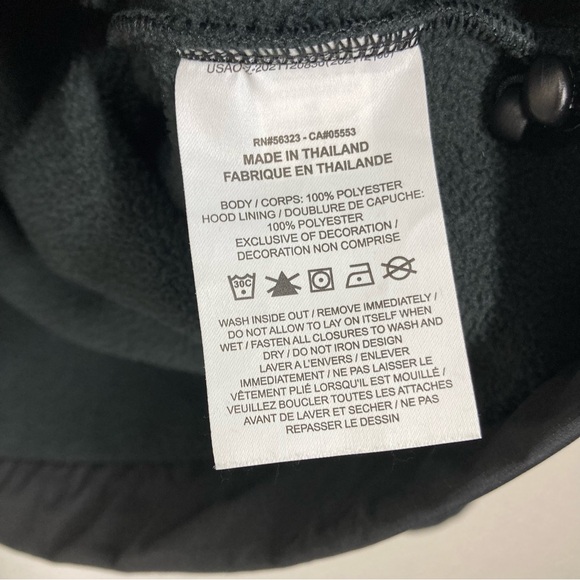 RN#56323 - CA#05553
MADE IN THAILAND
FABRIQUE EN THAILANDE
BODY / CORPS: 100% POLYESTER
HOOD LINING / DOUBLURE DE CAPUCHE:
100% POLYESTER
EXCLUSIVE OF DECORATION /
DECORATION NON COMPRISE
30C
WASH INSIDE OUT / REMOVE IMMEDIATELY /
DO NOT ALLOW TO LAY ON ITSELF WHEN
WET / FASTEN ALL CLOSURES TO WASH AND
DRY / DO NOT IRON DESIGN
LAVER A L'ENVERS / ENLEVER
IMMEDIATEMENT / NE PAS LAISSER LE
VÊTEMENT PLIÉ LORSQU'IL EST MOUILLÉ /
VEUILLEZ BOUCLER TOUTES LES ATTACHES
AVANT DE LAVER ET SECHER / NE PAS
REPASSER LE DESSIN